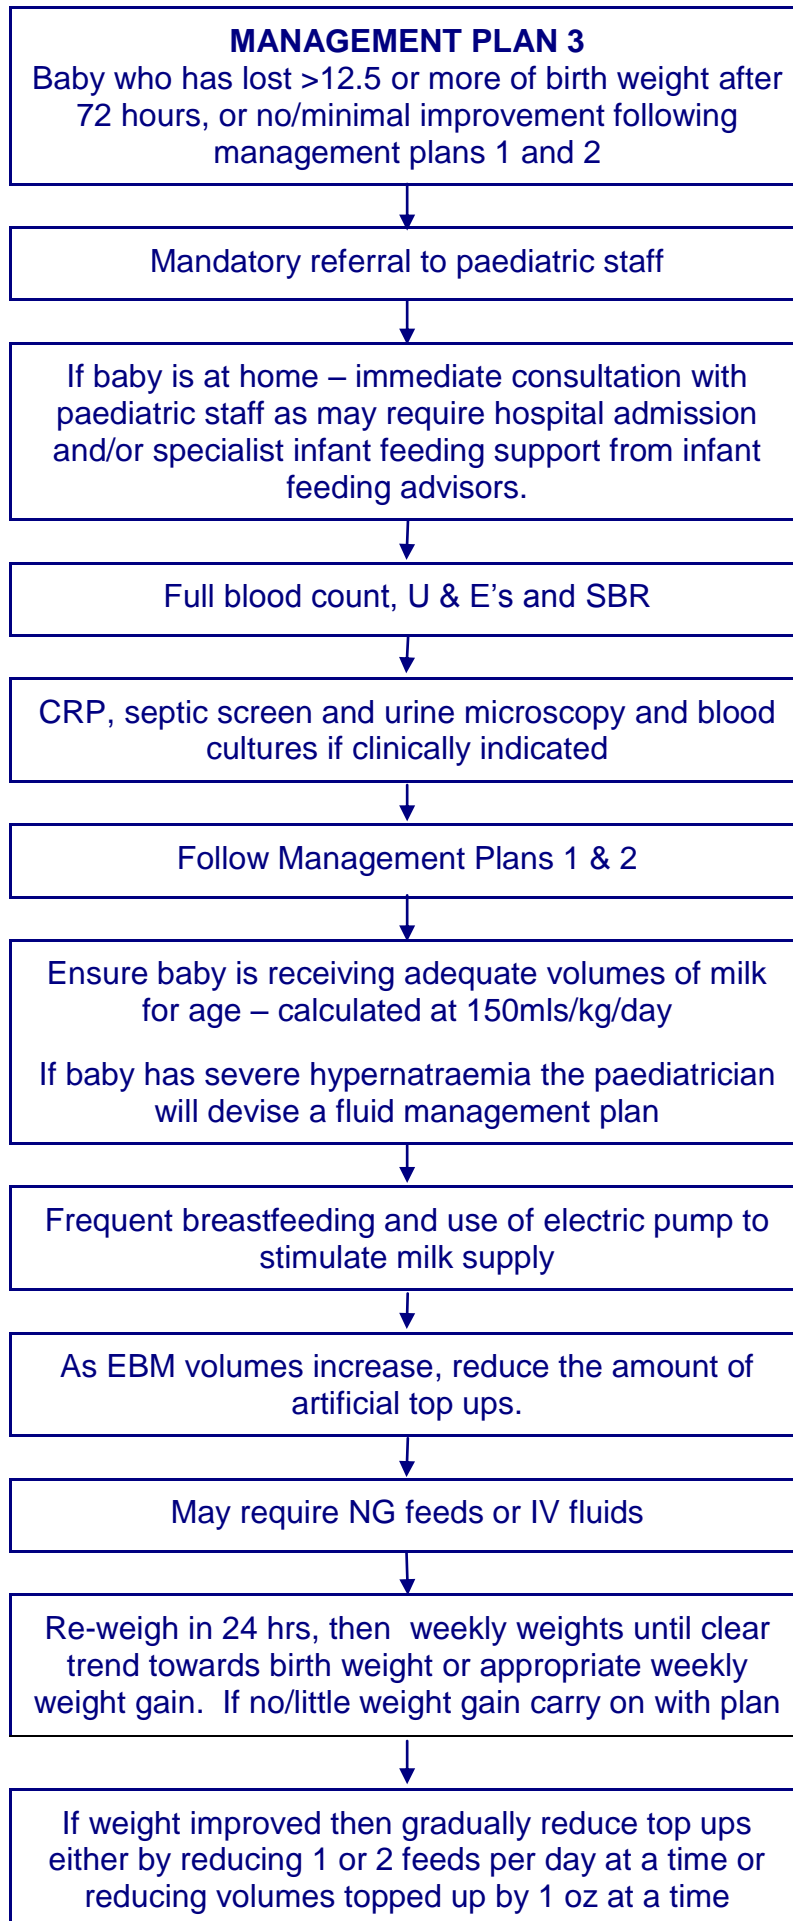 MANAGEMENT PLAN 3
Baby who has lost >12.5 or more of birth weight after
72 hours, or no/minimal improvement following
management plans 1 and 2
Mandatory referral to paediatric staff
If baby is at home – immediate consultation with
paediatric staff as may require hospital admission
and/or specialist infant feeding support from infant
feeding advisors.
Full blood count, U & E’s and SBR
CRP, septic screen and urine microscopy and blood
cultures if clinically indicated
Follow Management Plans 1 & 2
Ensure baby is receiving adequate volumes of milk
for age – calculated at 150mls/kg/day
If baby has severe hypernatraemia the paediatrician
will devise a fluid management plan
Frequent breastfeeding and use of electric pump to
stimulate milk supply
As EBM volumes increase, reduce the amount of
artificial top ups.
May require NG feeds or IV fluids
Re-weigh in 24 hrs, then  weekly weights until clear
trend towards birth weight or appropriate weekly
weight gain.  If no/little weight gain carry on with plan
If weight improved then gradually reduce top ups
either by reducing 1 or 2 feeds per day at a time or
reducing volumes topped up by 1 oz at a time